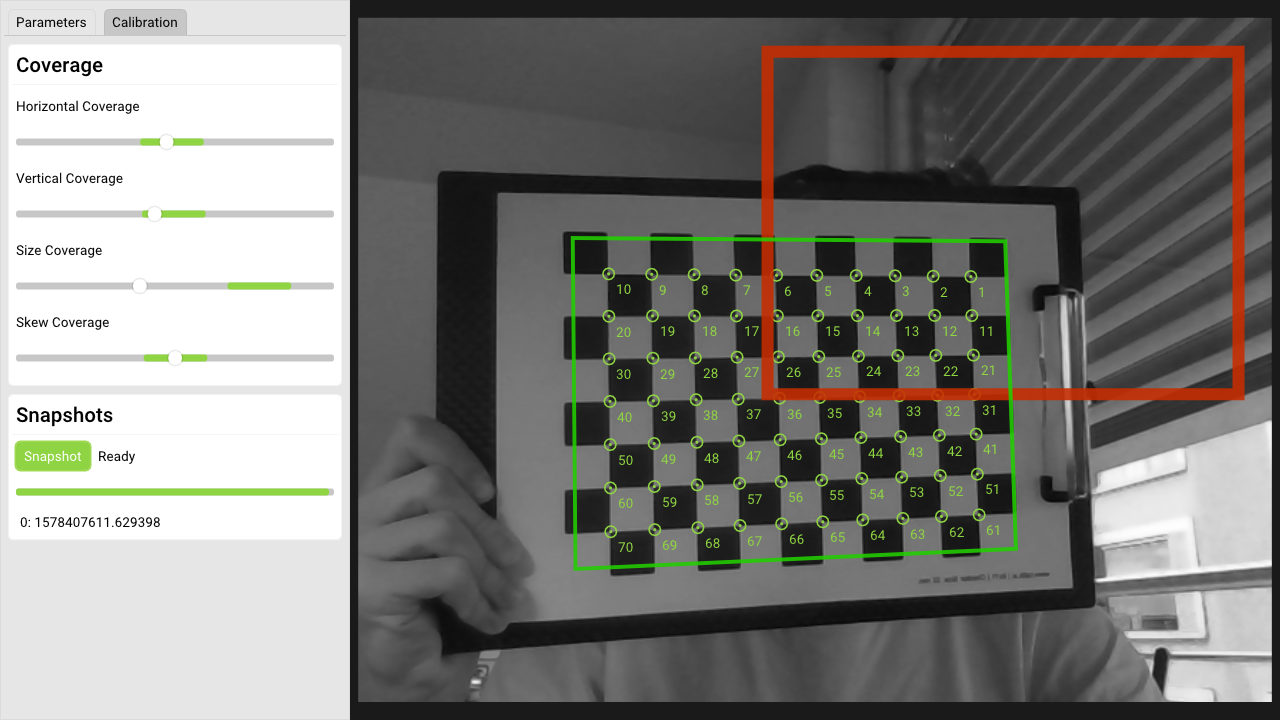 Parameters Calibration
Coverage
Horizontal Coverage
Vertical Coverage
Size Coverage
Skew Coverage
Snapshots
Snapshot Ready
0: 1578407611.629398
10 9 8 7 6 5 4 3 2 1
20 19 18 17 16 15 14 13 12 11
30 29 28 27 26 25 24 23 22 21
40 39 38 37 36 35 34 33 32 31
50 49 48 47 46 45 44 43 42 41
60 59 58 57 56 55 54 53 52 51
70 69 68 67 66 65 64 63 62 61